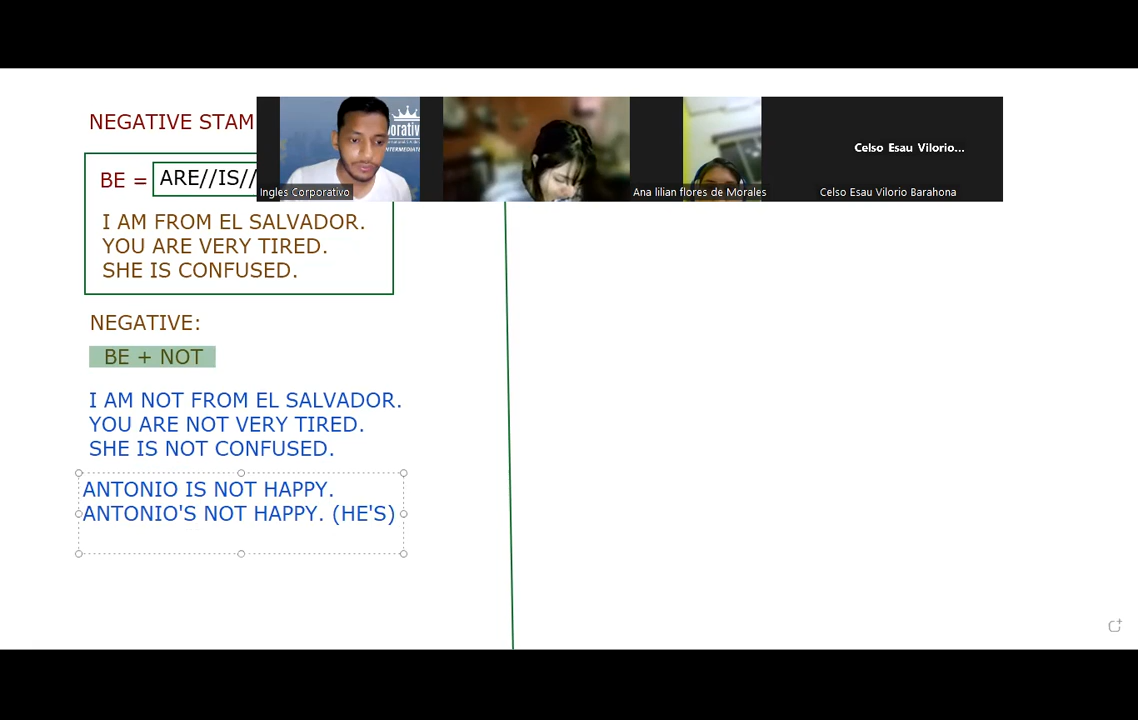 NEGATIVE STAM
BE = ARE//IS//
I AM FROM EL SALVADOR.
YOU ARE VERY TIRED.
SHE IS CONFUSED.
NEGATIVE:
BE + NOT
I AM NOT FROM EL SALVADOR.
YOU ARE NOT VERY TIRED.
SHE IS NOT CONFUSED.
ANTONIO IS NOT HAPPY.
ANTONIO'S NOT HAPPY. (HE'S)
Ingles Corporativo
Ana lilian flores de Morales
Celso Esau Vilorio...
Celso Esau Vilorio Barahona